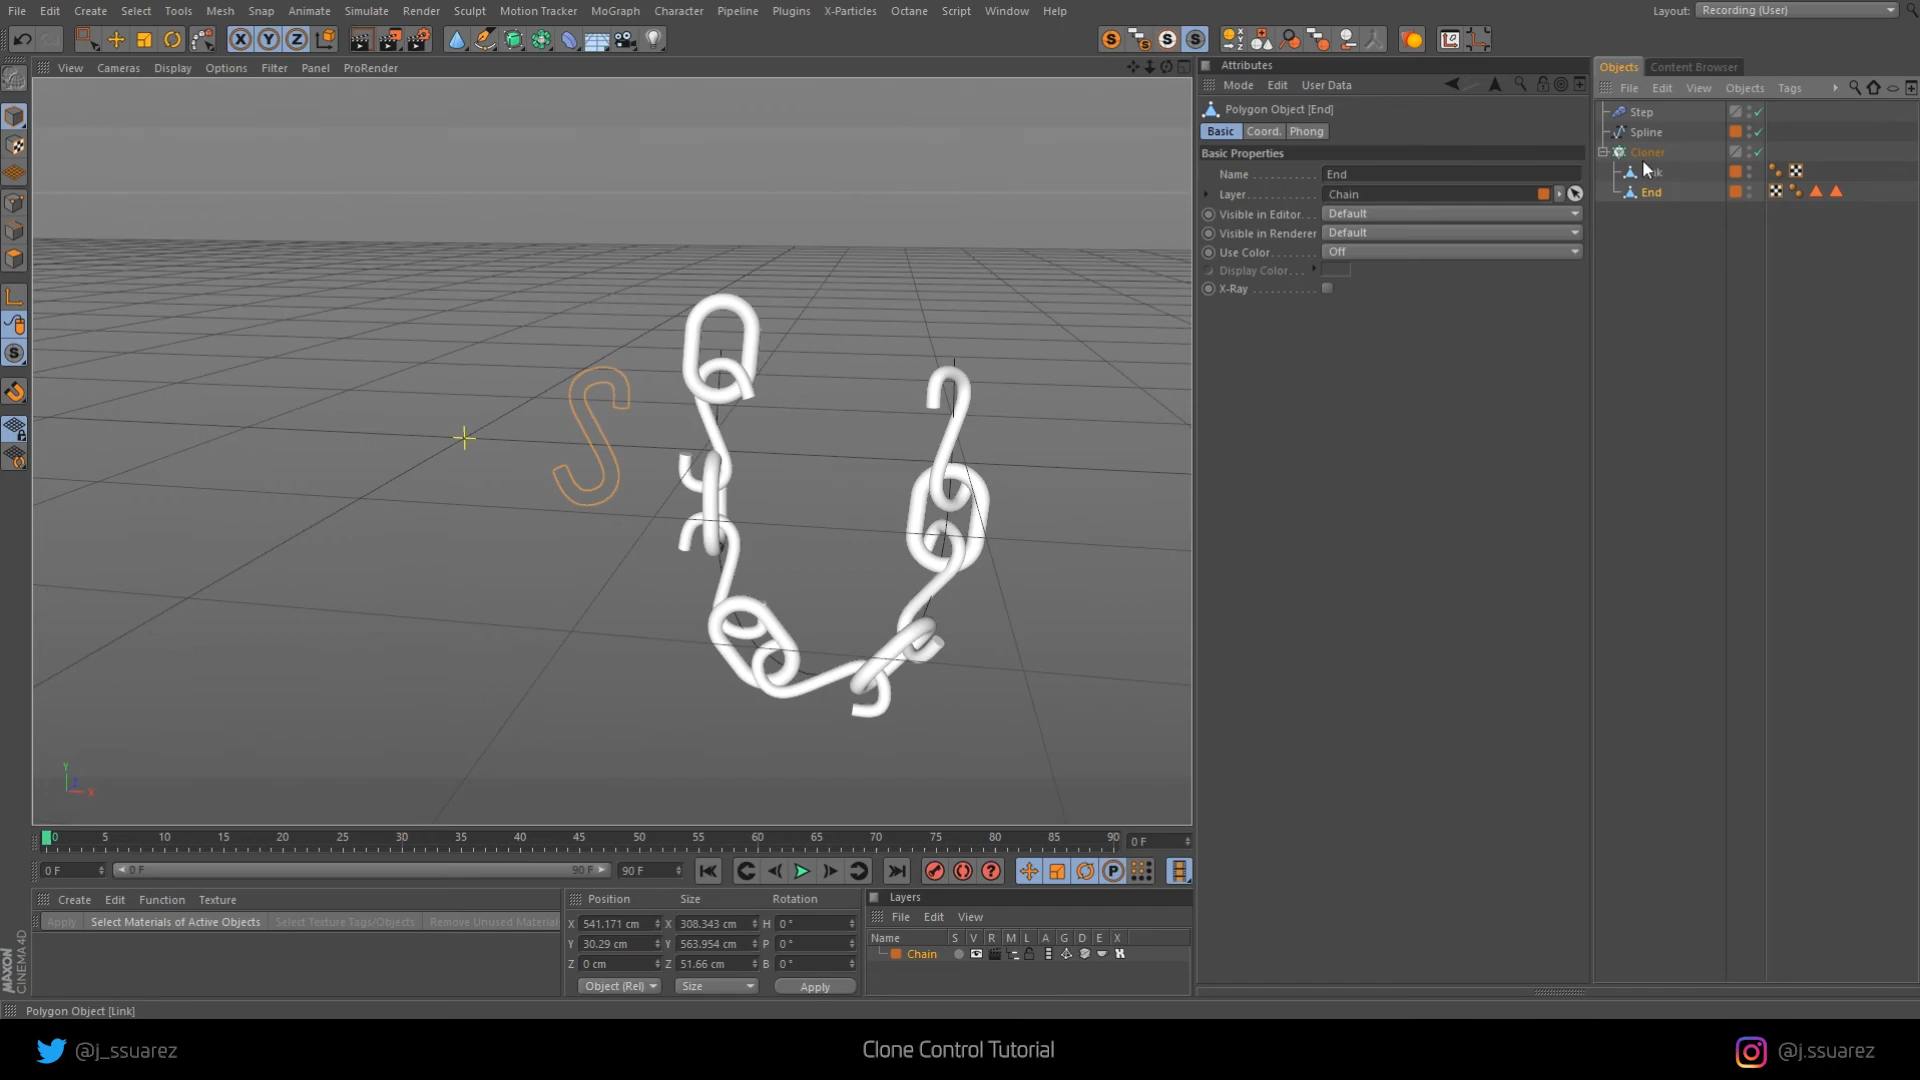 File Edit Create Select Tools Mesh Snap Animate Simulate Render Sculpt Motion Tracker MoGraph Character Pipeline Plugins X-Particles Octane Script Window Help Layout: Recording (User)
View Cameras Display Options Filter Panel ProRender
Attributes
Mode Edit User Data
Polygon Object [End]
Basic Coord. Phong
Basic Properties
Name End
Layer Chain
Visible in Editor Default
Visible in Renderer Default
Use Color Off
Display Color
X-Ray
Objects Content Browser
File Edit View Objects Tags
Step
Spline
Cloner
End
Y
Z
X
0 5 10 15 20 25 30 35 40 45 50 55 60 65 70 75 80 85 90 0 F
0 F 0 F 90 F 90 F
Create Edit Function Texture
Apply Select Materials of Active Objects Select Texture Tags/Objects Remove Unused Material
Position Size Rotation
X 541.171 cm X 308.343 cm H 0 °
Y 30.29 cm Y 563.954 cm P 0 °
Z 0 cm Z 51.66 cm B 0 °
Object (Rel) Size Apply
Layers
File Edit View
Name S V R M L A G D E X
Chain
MAXON
CINEMA 4D
Polygon Object [Link]
@j_ssuarez
Clone Control Tutorial
@j.ssuarez